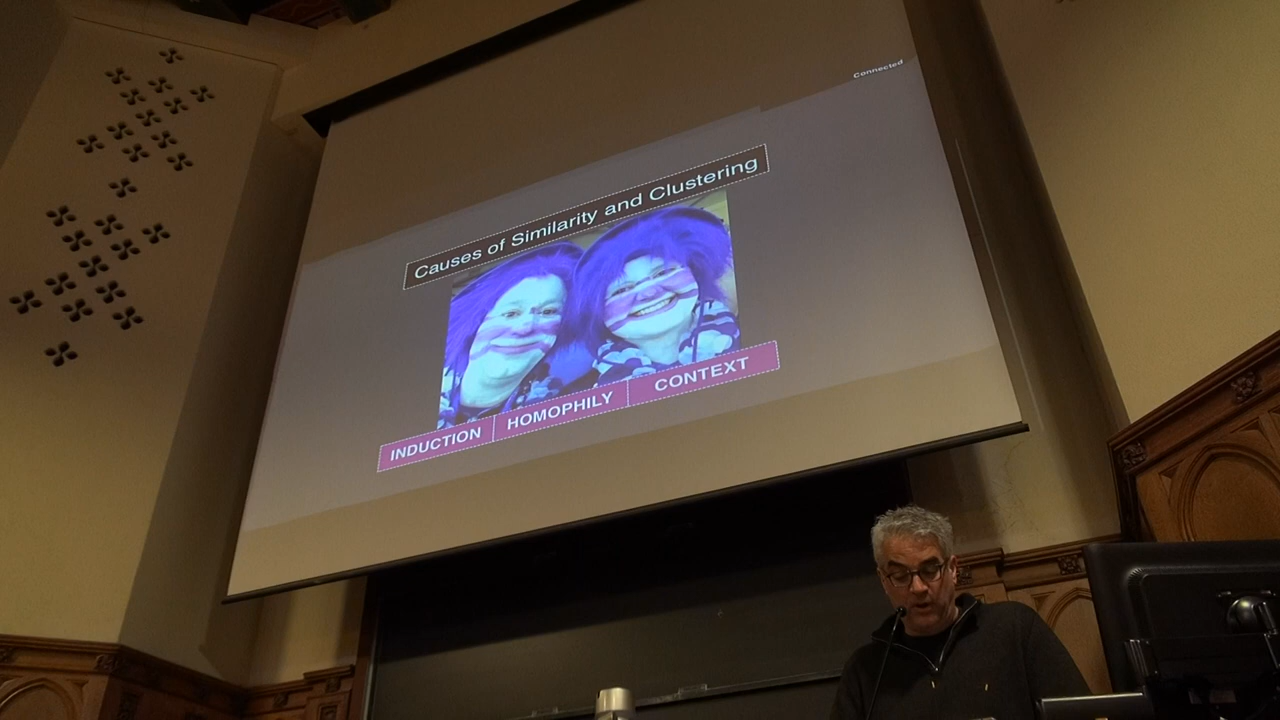 Connected
Causes of Similarity and Clustering
INDUCTION HOMOPHILY CONTEXT